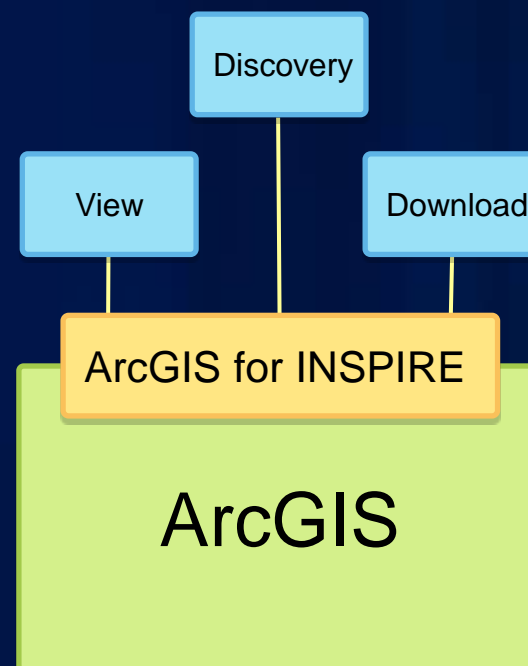 Discovery
View
Download
ArcGIS for INSPIRE
ArcGIS